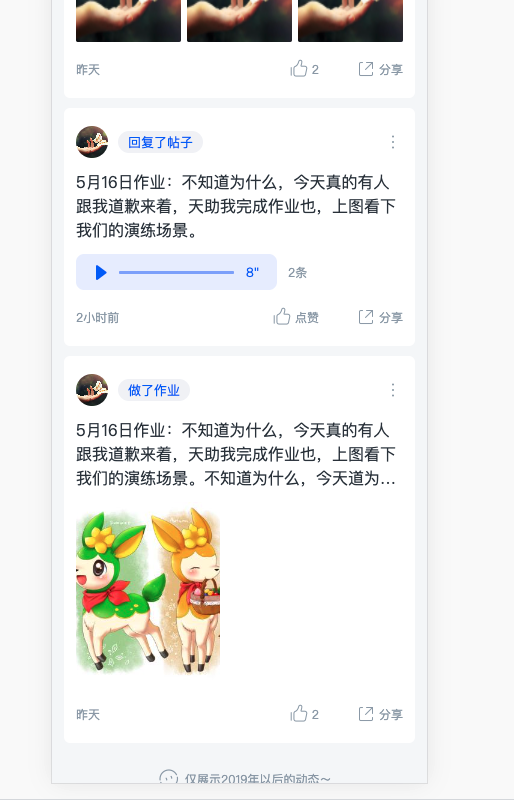 昨天
2
分享
回复了帖子
5月16日作业：不知道为什么，今天真的有人
跟我道歉来着，天助我完成作业也，上图看下
我们的演练场景。
8"
2条
2小时前
点赞
分享
做了作业
5月16日作业：不知道为什么，今天真的有人
跟我道歉来着，天助我完成作业也，上图看下
我们的演练场景。不知道为什么，今天道为...
昨天
2
分享
仅展示2019年以后的动态～